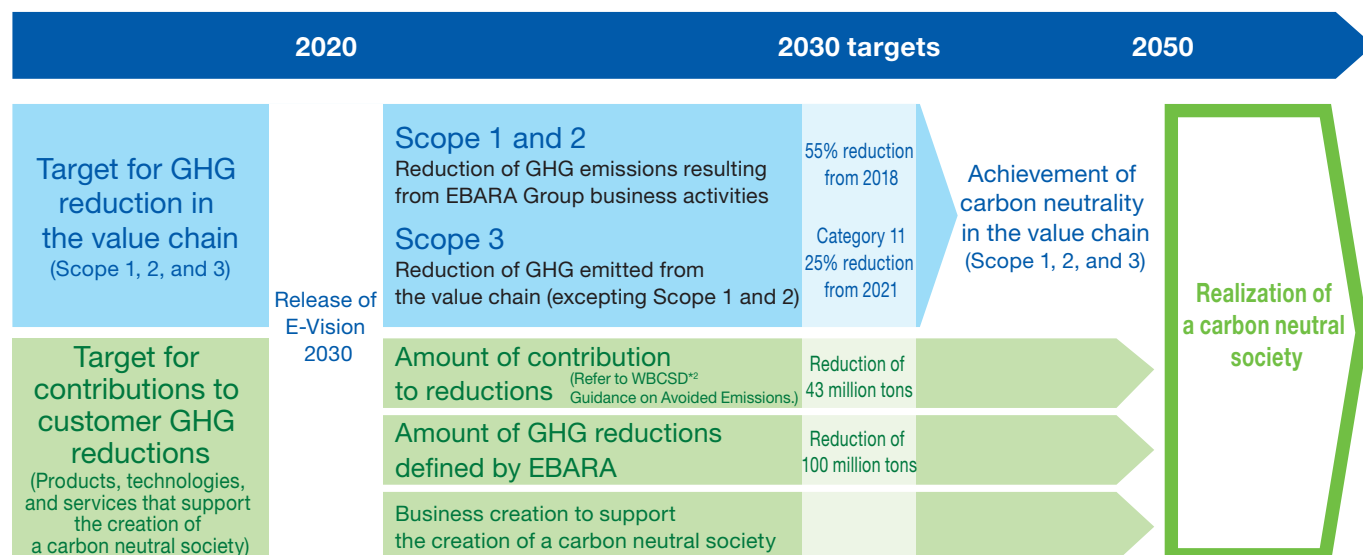 2020
2030 targets
2050
Target for GHG
reduction in
the value chain
(Scope 1, 2, and 3)
Release of
E-Vision
2030
Scope 1 and 2
Reduction of GHG emissions resulting
from EBARA Group business activities
55% reduction
from 2018
Scope 3
Reduction of GHG emitted from
the value chain (excepting Scope 1 and 2)
Category 11
25% reduction
from 2021
Achievement of
carbon neutrality
in the value chain
(Scope 1, 2, and 3)
Target for
contributions to
customer GHG
reductions
(Products, technologies,
and services that support
the creation of
a carbon neutral society)
Amount of contribution
to reductions (Refer to WBCSD*2
Guidance on Avoided Emissions.)
Reduction of
43 million tons
Amount of GHG reductions
defined by EBARA
Reduction of
100 million tons
Business creation to support
the creation of a carbon neutral society
Realization of
a carbon neutral
society